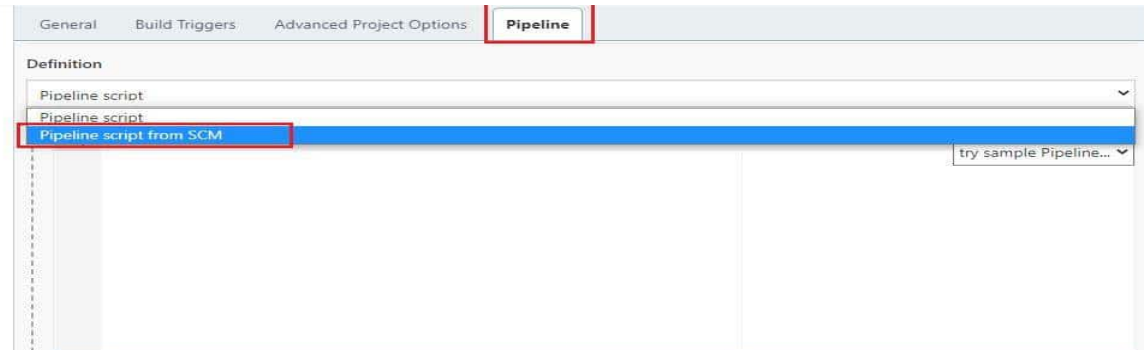 General Build Triggers Advanced Project Options Pipeline
Definition
Pipeline script
Pipeline script
Pipeline script from SCM
try sample Pipeline...